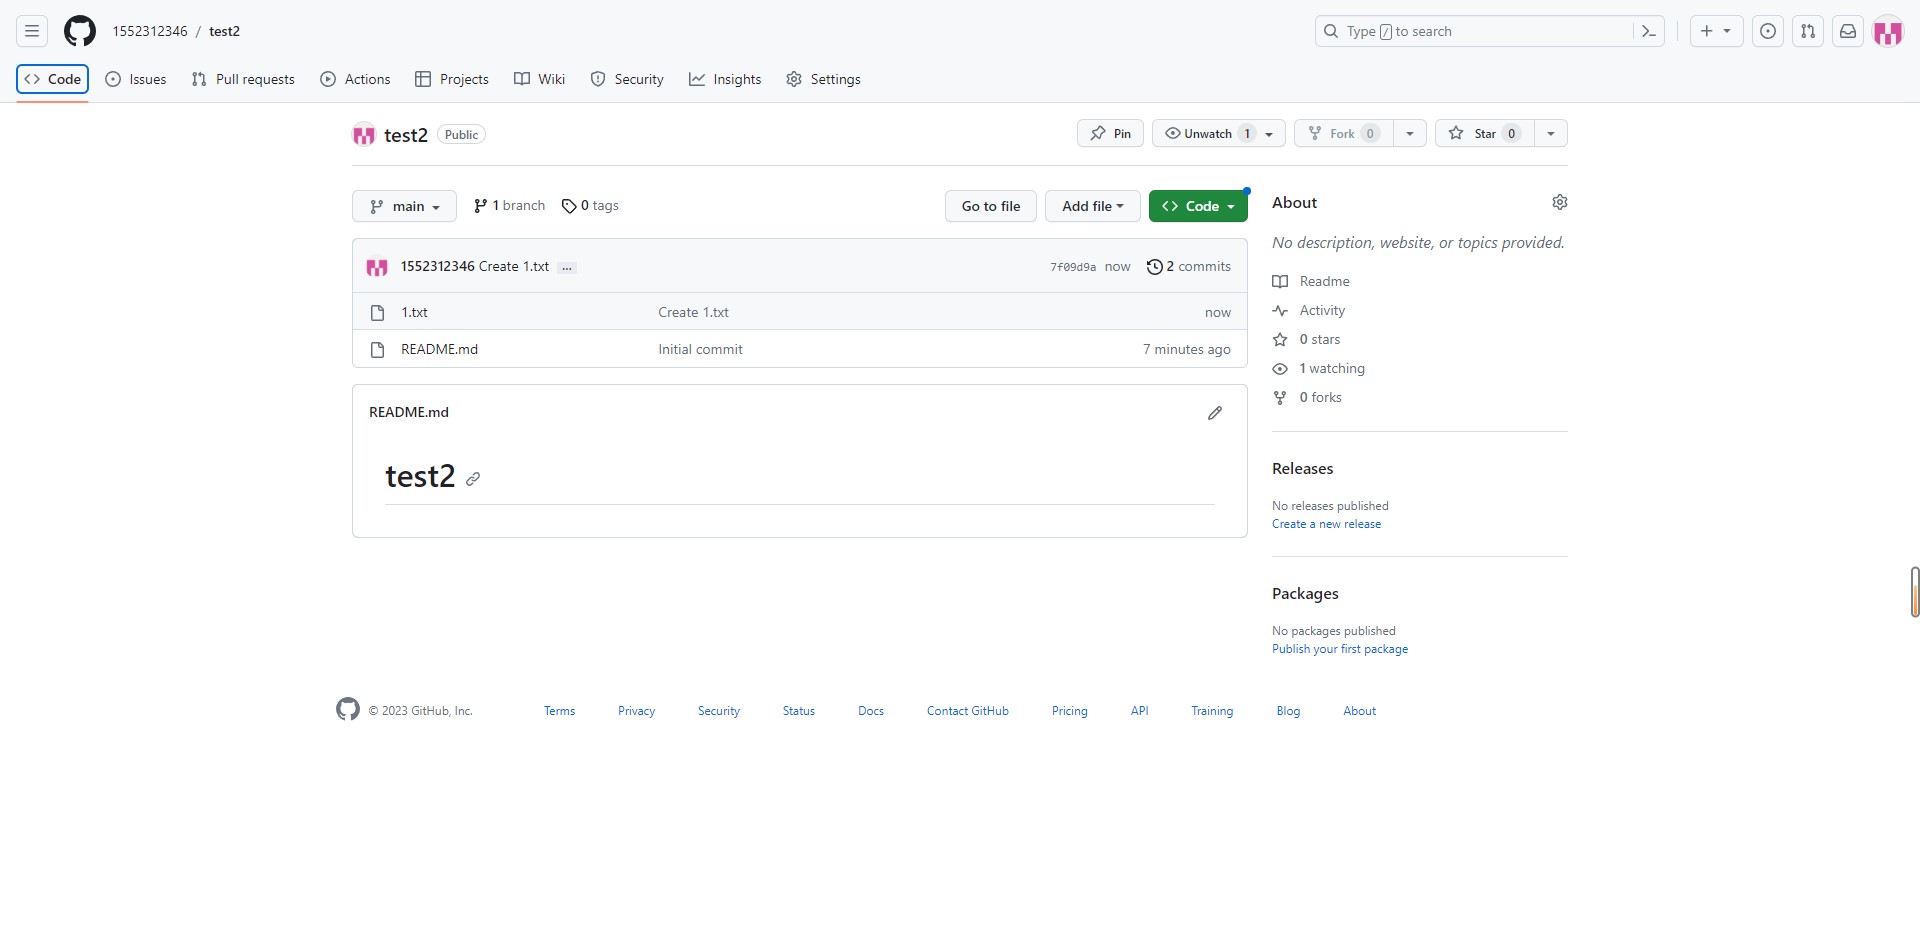 1552312346 / test2
Type / to search
Code Issues Pull requests Actions Projects Wiki Security Insights Settings
test2 Public
Pin Unwatch 1 Fork 0 Star 0
main 1 branch 0 tags Go to file Add file Code
1552312346 Create 1.txt ... 7f09d9a now 2 commits
1.txt Create 1.txt now
README.md Initial commit 7 minutes ago
README.md
test2
About
No description, website, or topics provided.
Readme
Activity
0 stars
1 watching
0 forks
Releases
No releases published
Create a new release
Packages
No packages published
Publish your first package
© 2023 GitHub, Inc. Terms Privacy Security Status Docs Contact GitHub Pricing API Training Blog About